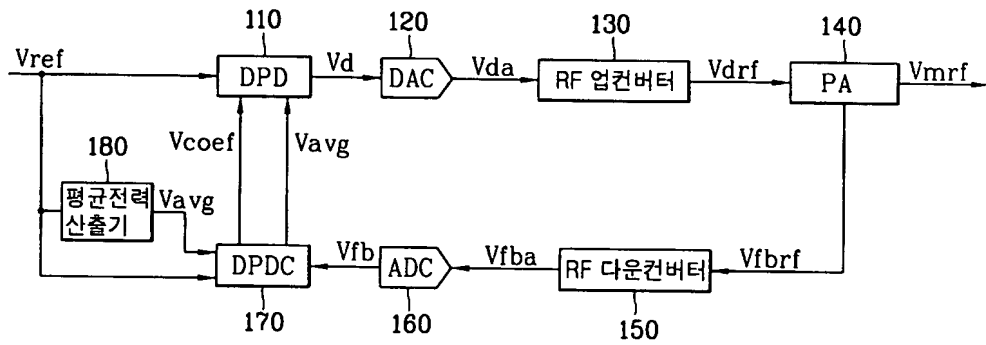 110
120
130
140
Vref
DPD
Vd
DAC
Vda
RF 업컨버터
Vdrf
PA
Vmrf
Vcoef
Vavg
180
평균전력
산출기
Vavg
DPDC
Vfb
ADC
Vfba
RF 다운컨버터
Vfbrf
170
160
150